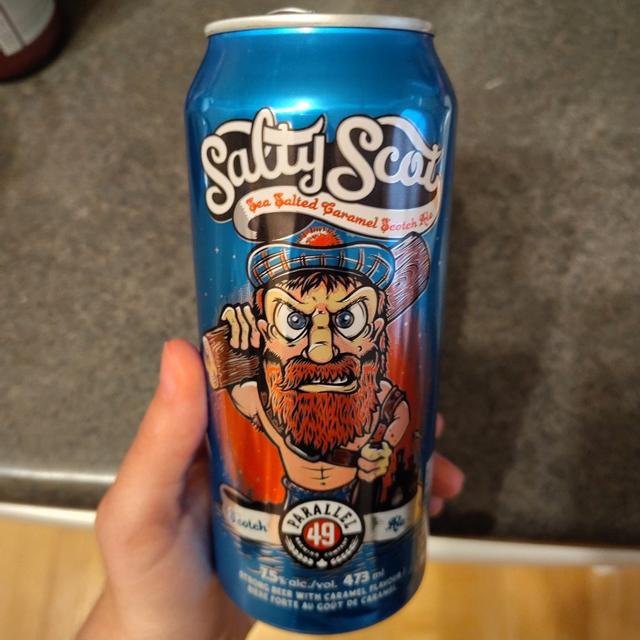 Salty Scot
Sea Salted Caramel Scotch Ale
Scotch Ale
PARALLEL
49
7.5% alc./vol. 473 ml
STRONG BEER WITH CARAMEL FLAVOUR
BIÈRE FORTE AU GOÛT DE CARAMEL